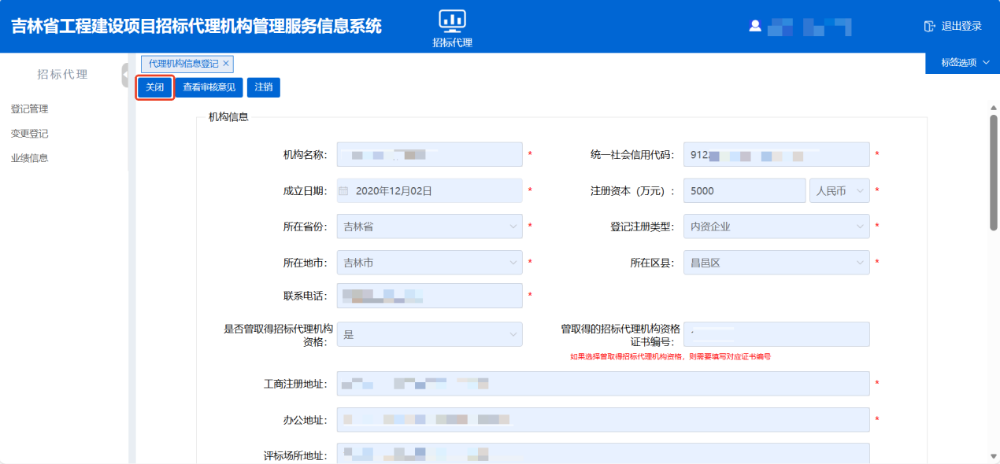 吉林省工程建设项目招标代理机构管理服务信息系统
招标代理
退出登录
招标代理
代理机构信息登记 ×
标签选项
关闭 查看审核意见 注销
登记管理
变更登记
业绩信息
机构信息
机构名称： *
统一社会信用代码： 912 *
成立日期： 2020年12月02日 *
注册资本（万元）： 5000 人民币 *
所在省份： 吉林省 *
登记注册类型： 内资企业 *
所在地市： 吉林市 *
所在区县： 昌邑区 *
联系电话： *
是否曾取得招标代理机构
资格： 是
曾取得的招标代理机构资格
证书编号：
如果选择曾取得招标代理机构资格，则需要填写对应证书编号
工商注册地址： *
办公地址： *
评标场所地址：